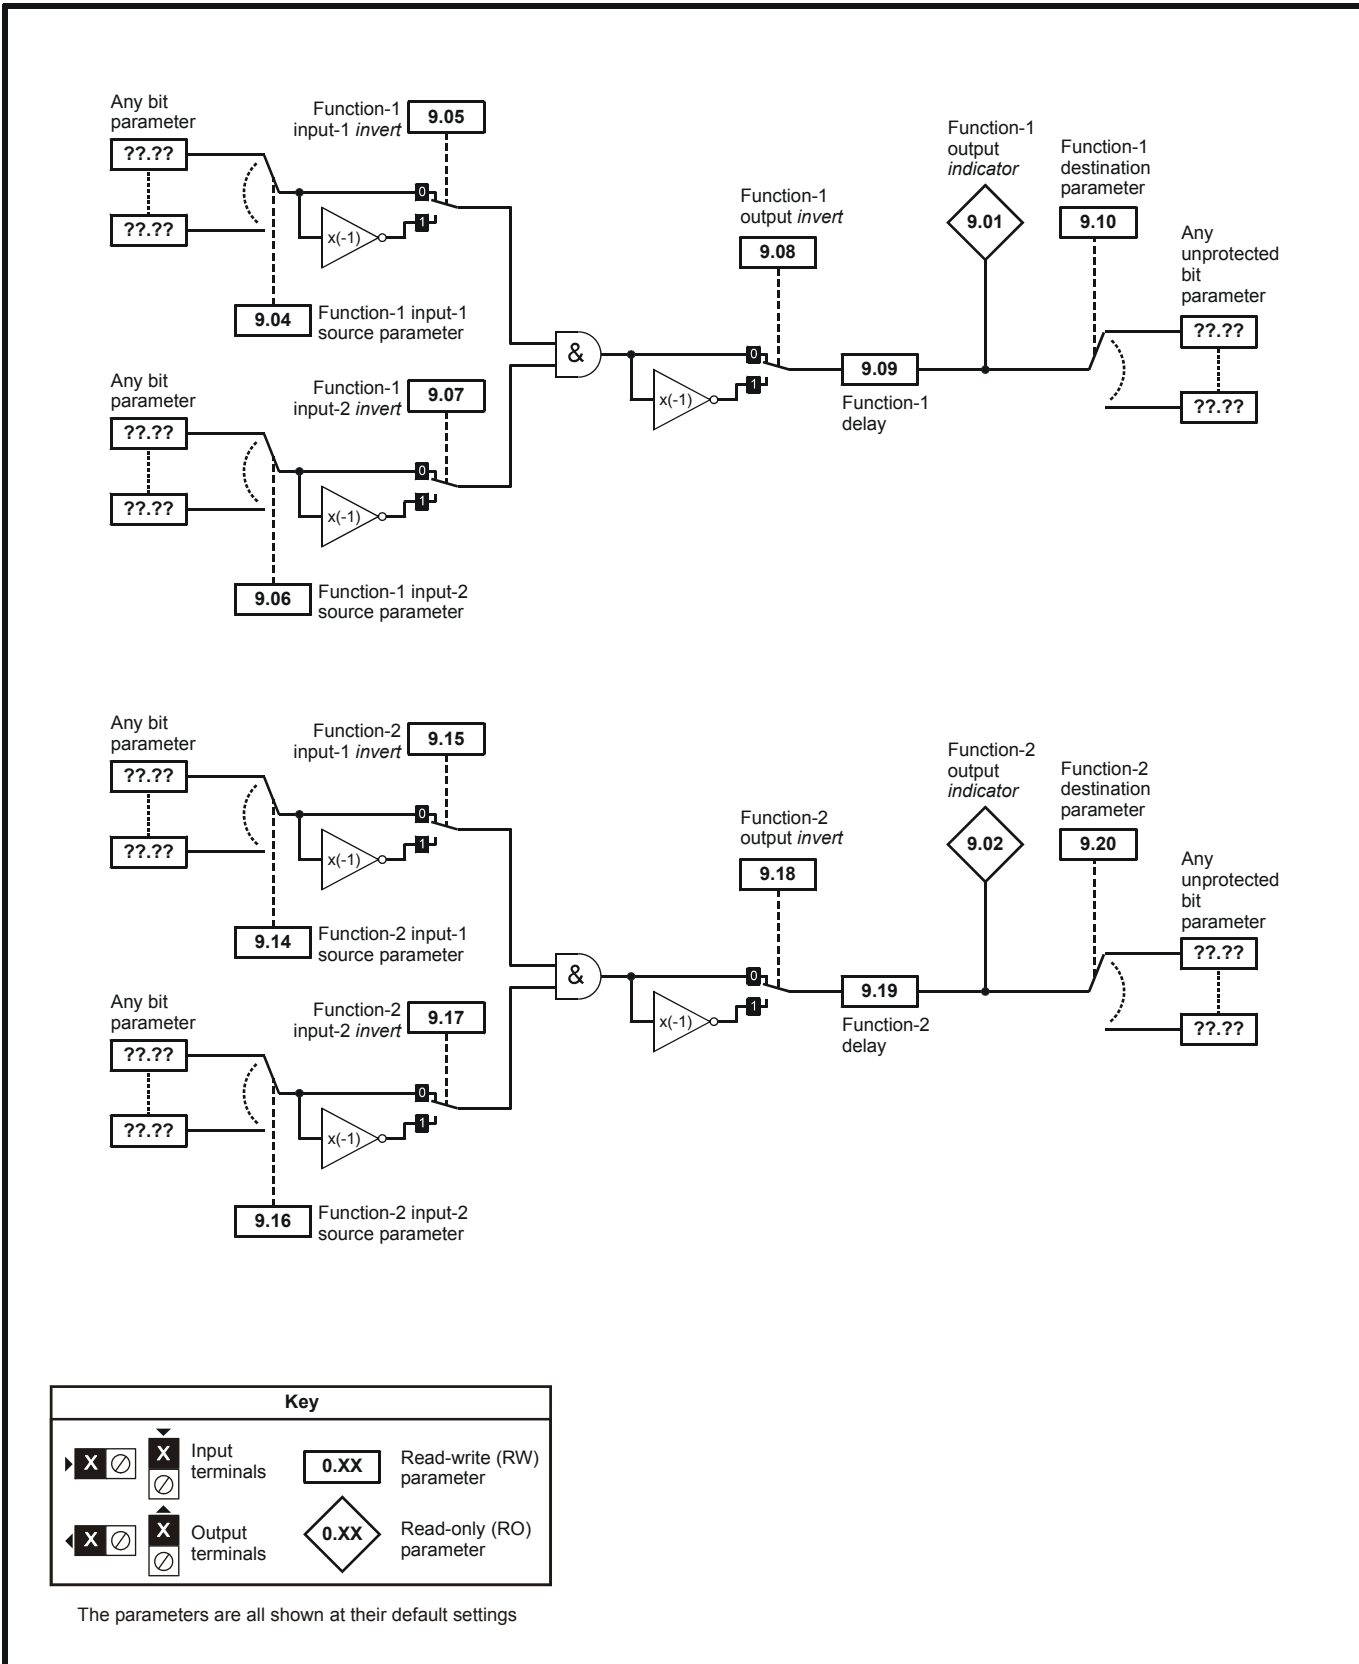 Any bit
parameter
??.??
??.??
Function-1
input-1 invert
9.05
0
1
x(-1)
9.04
Function-1 input-1
source parameter
Any bit
parameter
??.??
??.??
Function-1
input-2 invert
9.07
0
1
x(-1)
9.06
Function-1 input-2
source parameter
&
Function-1
output invert
9.08
0
1
x(-1)
9.09
Function-1
delay
Function-1
output
indicator
9.01
Function-1
destination
parameter
9.10
Any
unprotected
bit
parameter
??.??
??.??
Any bit
parameter
??.??
??.??
Function-2
input-1 invert
9.15
0
1
x(-1)
9.14
Function-2 input-1
source parameter
Any bit
parameter
??.??
??.??
Function-2
input-2 invert
9.17
0
1
x(-1)
9.16
Function-2 input-2
source parameter
&
Function-2
output invert
9.18
0
1
x(-1)
9.19
Function-2
delay
Function-2
output
indicator
9.02
Function-2
destination
parameter
9.20
Any
unprotected
bit
parameter
??.??
??.??
Key
X
X
Input
terminals
0.XX
Read-write (RW)
parameter
X
X
Output
terminals
0.XX
Read-only (RO)
parameter
The parameters are all shown at their default settings